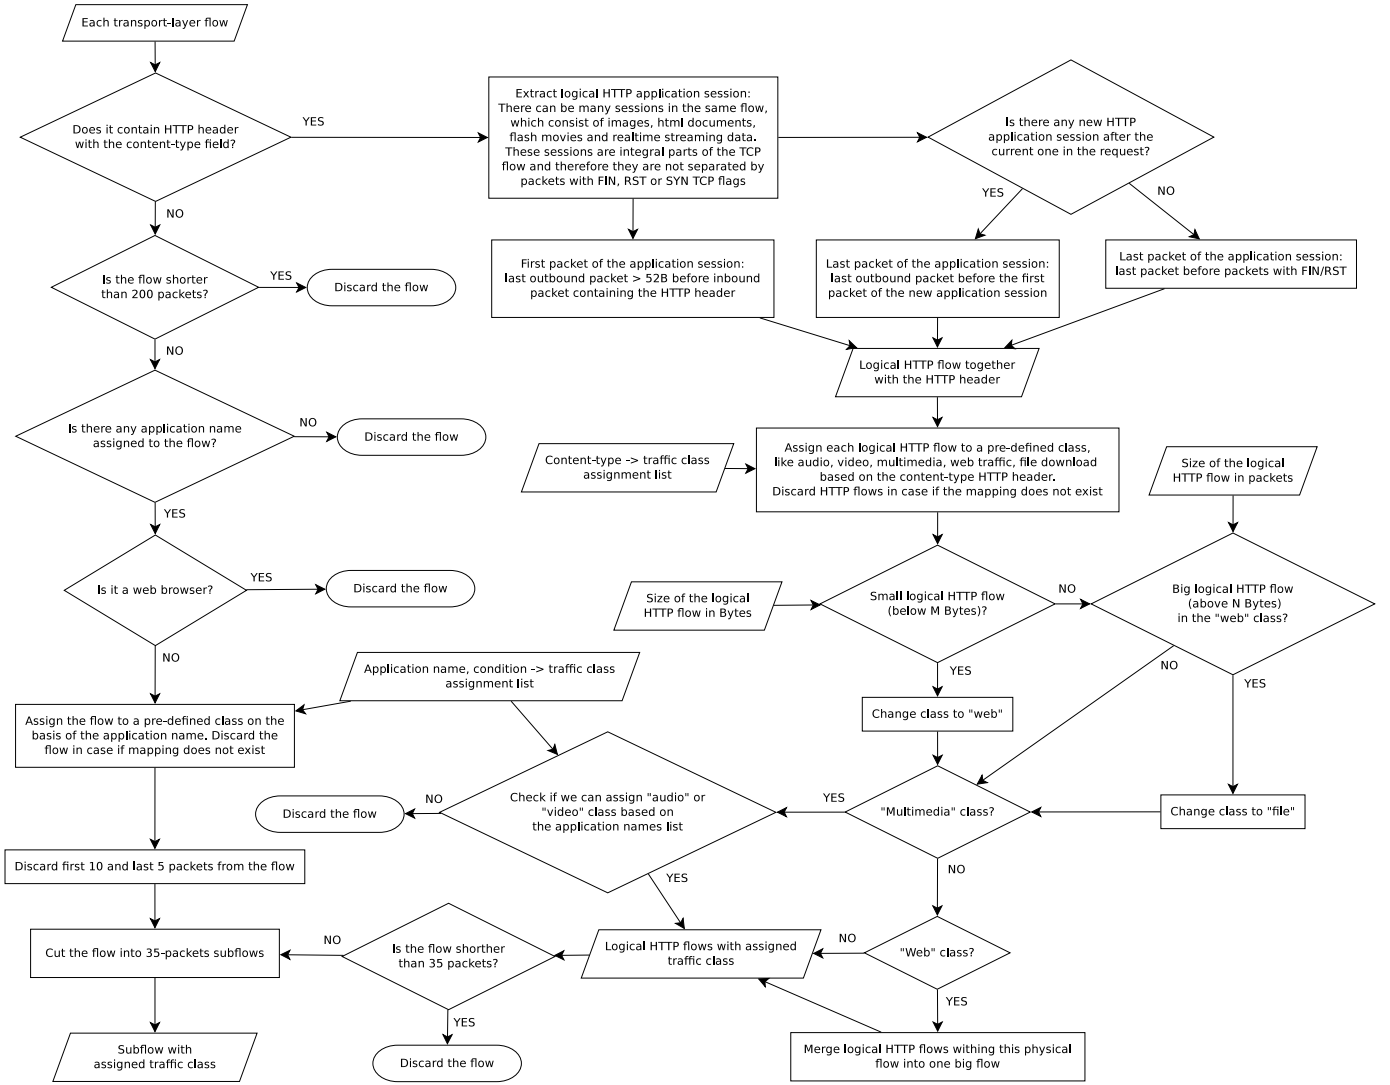 Each transport-layer flow
Does it contain HTTP header
with the content-type field?
YES
Extract logical HTTP application session:
There can be many sessions in the same flow,
which consist of images, html documents,
flash movies and realtime streaming data.
These sessions are integral parts of the TCP
flow and therefore they are not separated by
packets with FIN, RST or SYN TCP flags
Is there any new HTTP
application session after the
current one in the request?
YES
NO
NO
Is the flow shorter
than 200 packets?
YES
Discard the flow
First packet of the application session:
last outbound packet > 52B before inbound
packet containing the HTTP header
Last packet of the application session:
last outbound packet before the first
packet of the new application session
Last packet of the application session:
last packet before packets with FIN/RST
NO
Logical HTTP flow together
with the HTTP header
Is there any application name
assigned to the flow?
NO
Discard the flow
Content-type -> traffic class
assignment list
Assign each logical HTTP flow to a pre-defined class,
like audio, video, multimedia, web traffic, file download
based on the content-type HTTP header.
Discard HTTP flows in case if the mapping does not exist
Size of the logical
HTTP flow in packets
YES
Is it a web browser?
YES
Discard the flow
Size of the logical
HTTP flow in Bytes
Small logical HTTP flow
(below M Bytes)?
NO
Big logical HTTP flow
(above N Bytes)
in the "web" class?
NO
Application name, condition -> traffic class
assignment list
YES
NO
YES
Assign the flow to a pre-defined class on the
basis of the application name. Discard the
flow in case if mapping does not exist
Change class to "web"
Discard the flow
NO
Check if we can assign "audio" or
"video" class based on
the application names list
YES
"Multimedia" class?
Change class to "file"
Discard first 10 and last 5 packets from the flow
YES
NO
Cut the flow into 35-packets subflows
NO
Is the flow shorther
than 35 packets?
Logical HTTP flows with assigned
traffic class
NO
"Web" class?
YES
YES
Subflow with
assigned traffic class
Discard the flow
Merge logical HTTP flows withing this physical
flow into one big flow